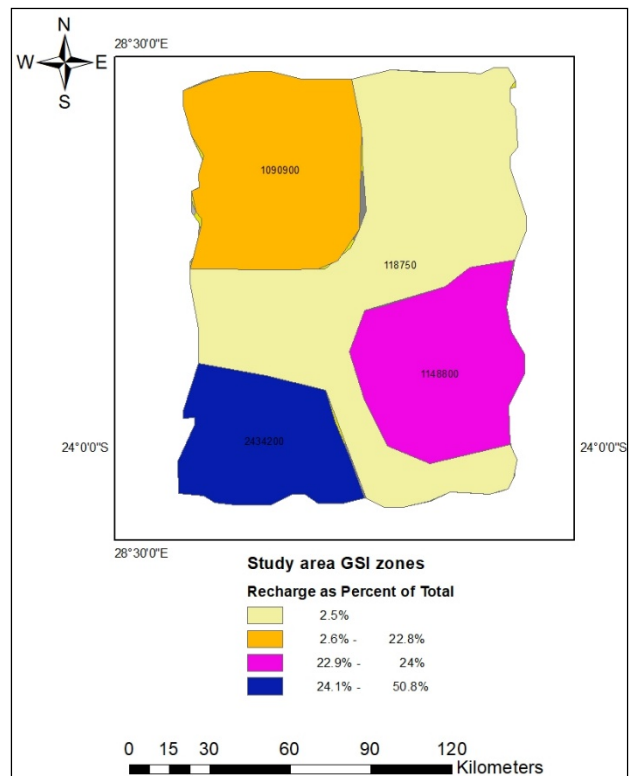 N
28°30'0"E
W E
S
1090900
118750
1148800
2434200
24°0'0"S 24°0'0"S
28°30'0"E
Study area GSI zones
Recharge as Percent of Total
2.5%
2.6% - 22.8%
22.9% - 24%
24.1% - 50.8%
0 15 30 60 90 120
Kilometers